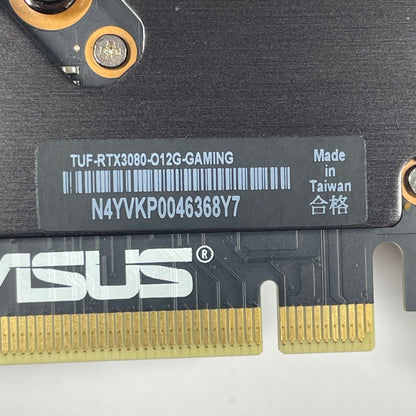 TUF-RTX3080-O12G-GAMING
N4YVKP0046368Y7
Made in
Taiwan
合格
ASUS®